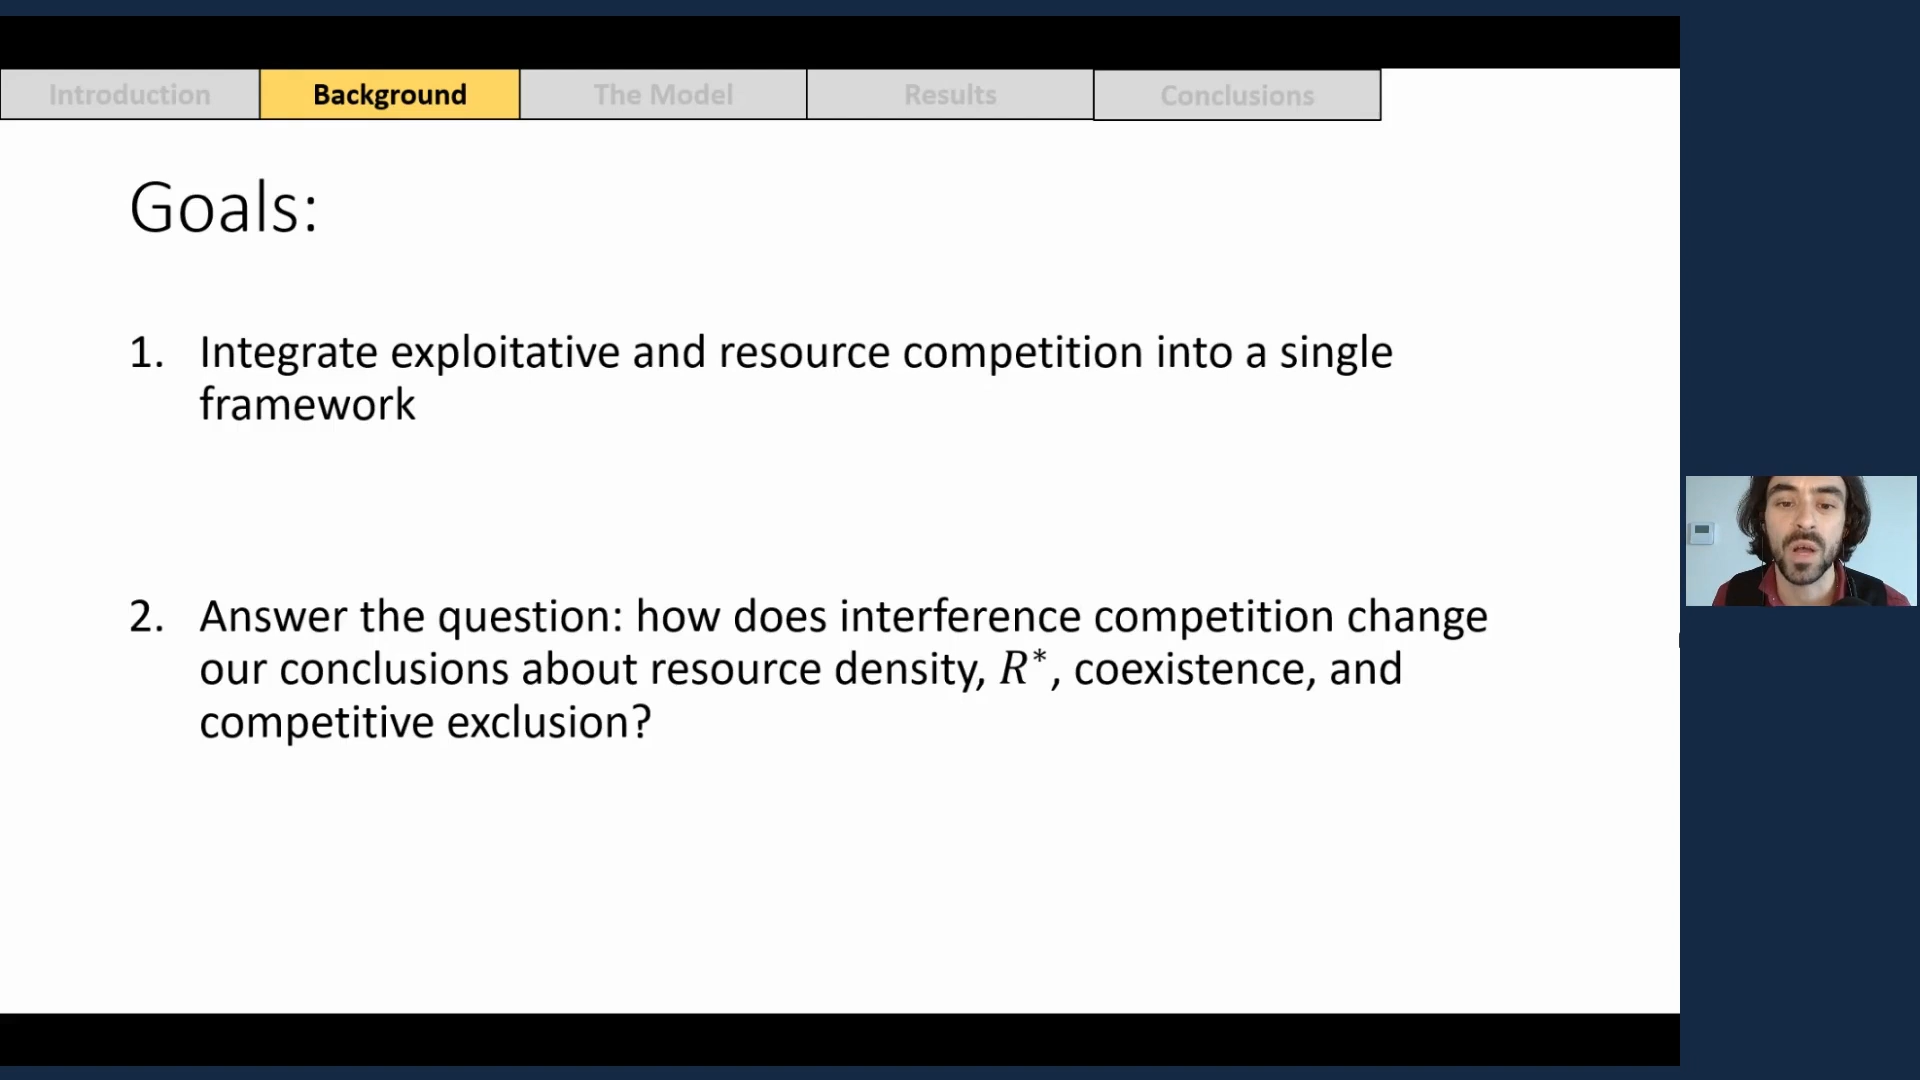 Introduction
Background
The Model
Results
Conclusions
Goals:
1. Integrate exploitative and resource competition into a single
framework
2. Answer the question: how does interference competition change
our conclusions about resource density, R*, coexistence, and
competitive exclusion?